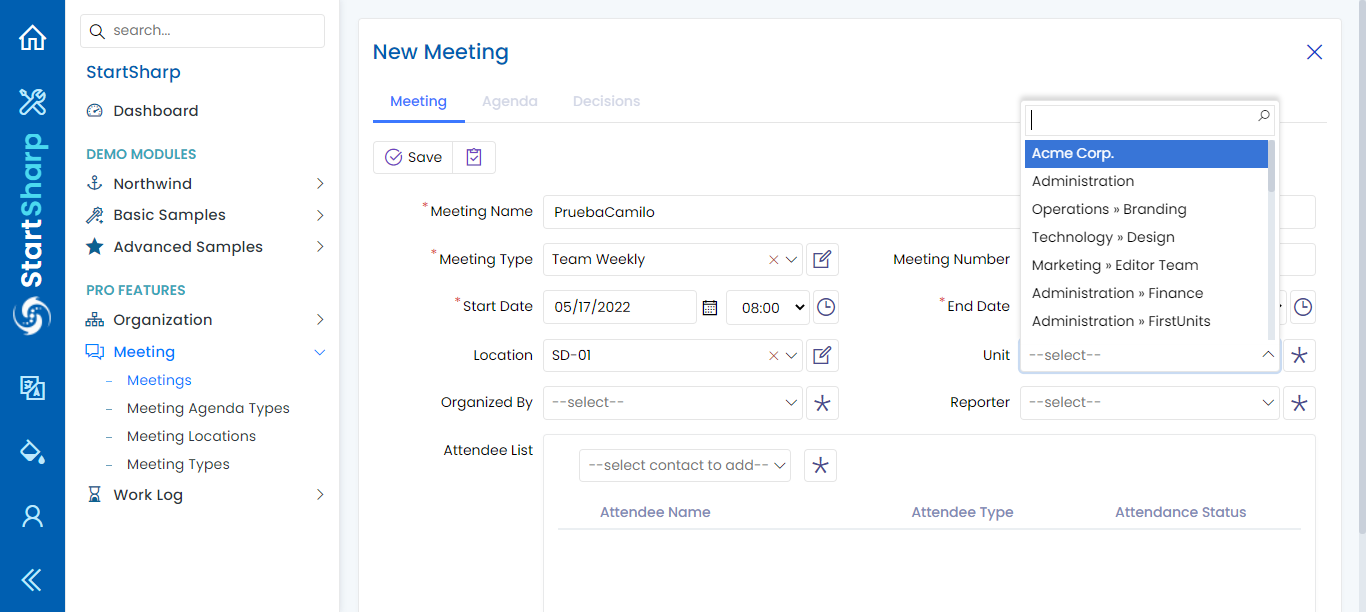 search...
StartSharp
StartSharp
Dashboard
DEMO MODULES
Northwind
Basic Samples
Advanced Samples
PRO FEATURES
Organization
Meeting
Meetings
Meeting Agenda Types
Meeting Locations
Meeting Types
Work Log
New Meeting
Meeting Agenda Decisions
Save
*Meeting Name PruebaCamilo
*Meeting Type Team Weekly Meeting Number
*Start Date 05/17/2022 08:00 *End Date
Location SD-01 Unit --select--
Acme Corp.
Administration
Operations » Branding
Technology » Design
Marketing » Editor Team
Administration » Finance
Administration » FirstUnits
Organized By --select-- Reporter --select--
Attendee List
--select contact to add--
Attendee Name Attendee Type Attendance Status